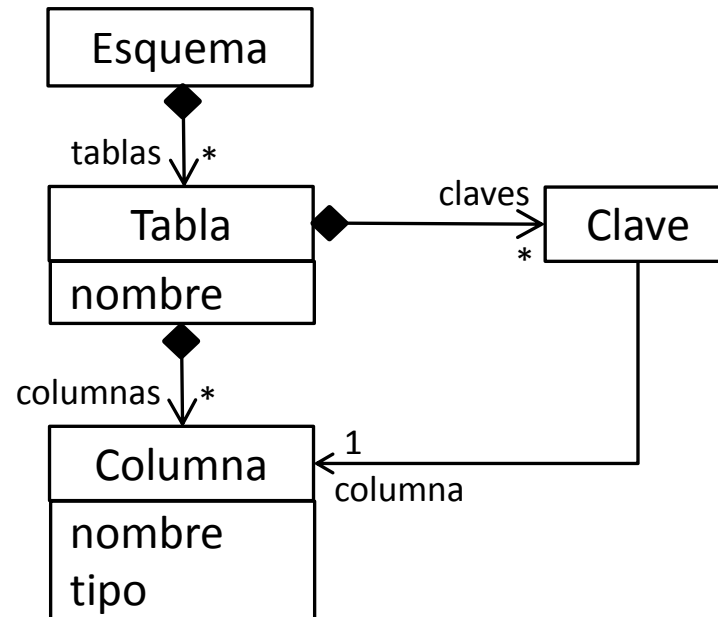 Esquema
tablas *
Tabla
nombre
claves
*
Clave
columnas *
Columna
nombre
tipo
1
columna